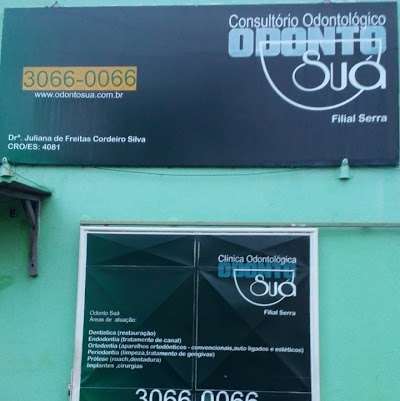 Consultório Odontológico
ODONTO
Suá
3066-0066
www.odontosua.com.br
Filial Serra
Drª. Juliana de Freitas Cordeiro Silva
CRO/ES: 4081
Clínica Odontológica
ODONTO
Suá
Filial Serra
Odonto Suá
Áreas de atuação:
Dentística (restauração)
Endodontia (tratamento de canal)
Ortodontia (aparelhos ortodônticos - convencionais,auto ligados e estéticos)
Periodontia (limpeza,tratamento de gengivas)
Prótese (roach,dentadura)
Implantes ,cirurgias
3066-0066